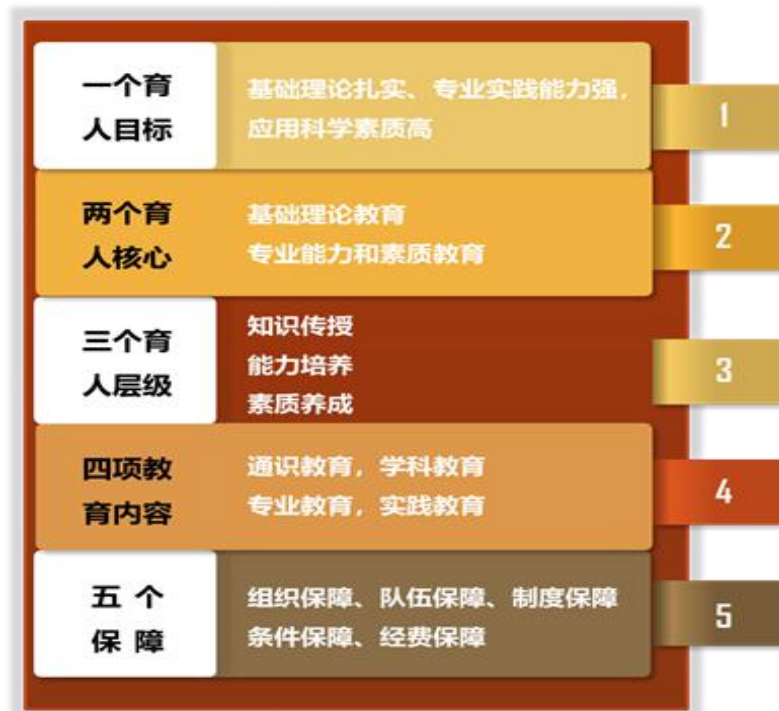 一个育
人目标
基础理论扎实、专业实践能力强，
应用科学素质高
1
两个育
人核心
基础理论教育
专业能力和素质教育
2
三个育
人层级
知识传授
能力培养
素质养成
3
四项教
育内容
通识教育，学科教育
专业教育，实践教育
4
五 个
保 障
组织保障、队伍保障、制度保障
条件保障、经费保障
5